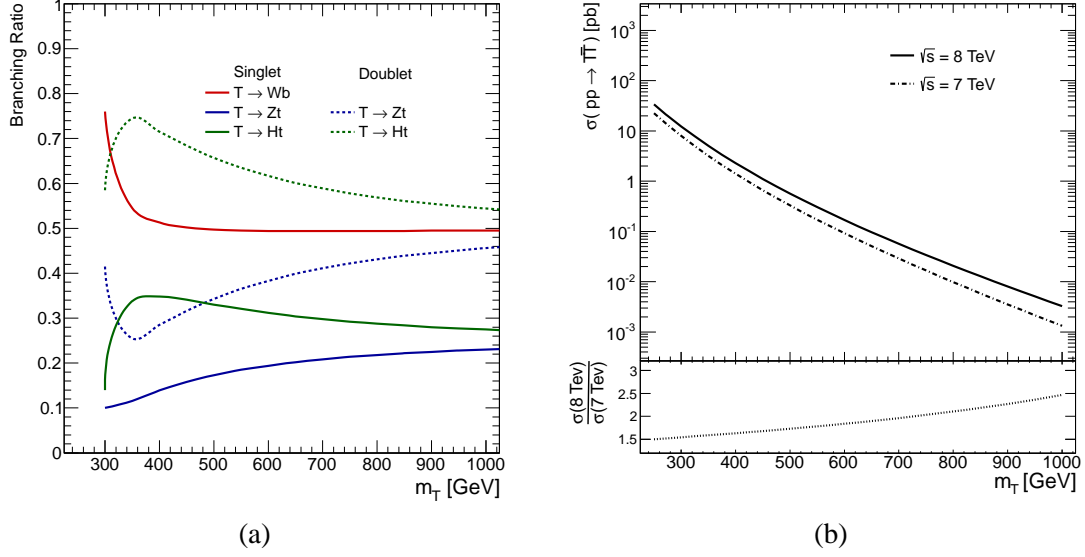 Branching Ratio
1
0.9
0.8
0.7
0.6
0.5
0.4
0.3
0.2
0.1
0
Singlet Doublet
T → Wb
T → Zt T → Zt
T → Ht T → Ht
300 400 500 600 700 800 900 1000
m_T [GeV]
(a)
σ( pp → TT̄) [pb]
10³
10²
10
1
10⁻¹
10⁻²
10⁻³
√s = 8 TeV
√s = 7 TeV
σ(8 TeV)
σ(7 TeV)
3
2.5
2
1.5
300 400 500 600 700 800 900 1000
m_T [GeV]
(b)